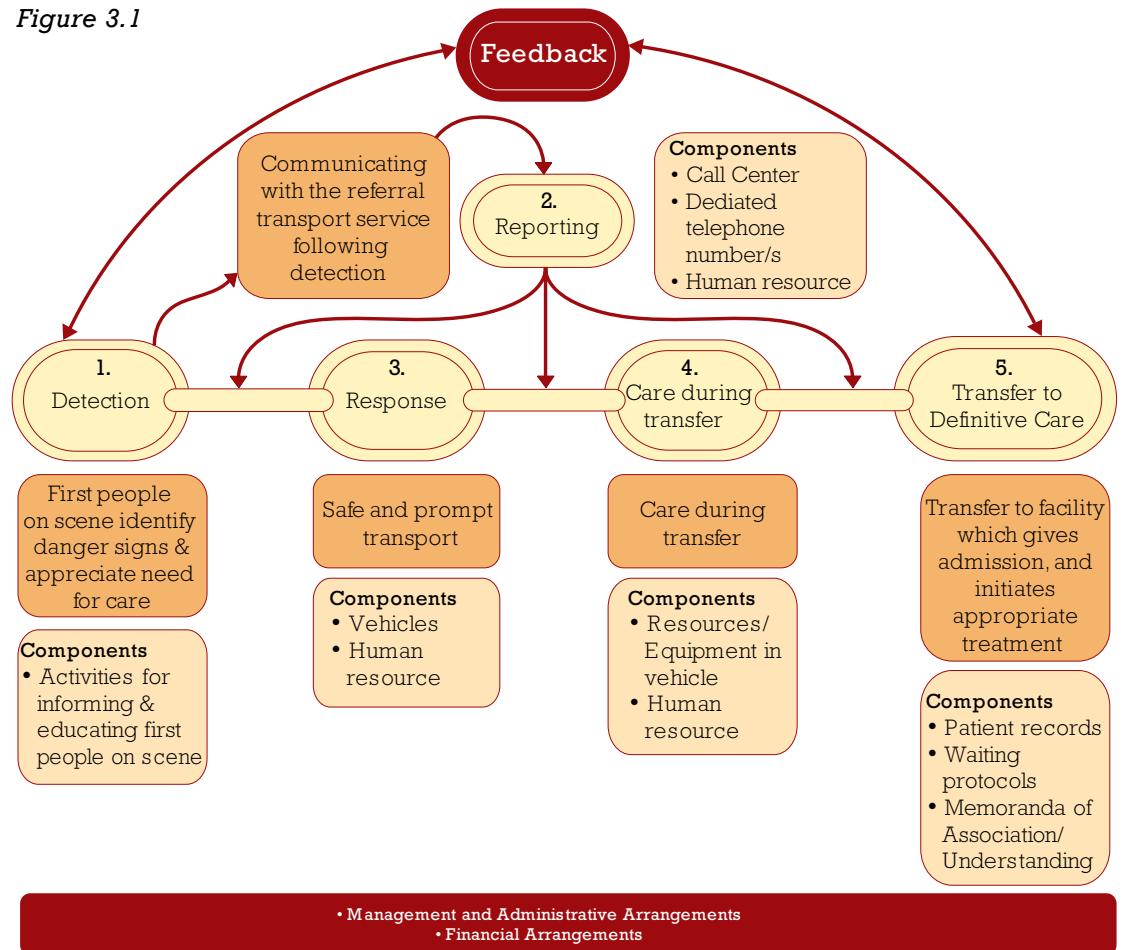 Figure 3.1
Feedback
Communicating
with the referral
transport service
following
detection
2.
Reporting
Components
• Call Center
• Dediated
telephone
number/s
• Human resource
1.
Detection
3.
Response
4.
Care during
transfer
5.
Transfer to
Definitive Care
First people
on scene identify
danger signs &
appreciate need
for care
Components
• Activities for
informing &
educating first
people on scene
Safe and prompt
transport
Components
• Vehicles
• Human
resource
Care during
transfer
Components
• Resources/
Equipment in
vehicle
• Human
resource
Transfer to facility
which gives
admission, and
initiates
appropriate
treatment
Components
• Patient records
• Waiting
protocols
• Memoranda of
Association/
Understanding
• Management and Administrative Arrangements
• Financial Arrangements